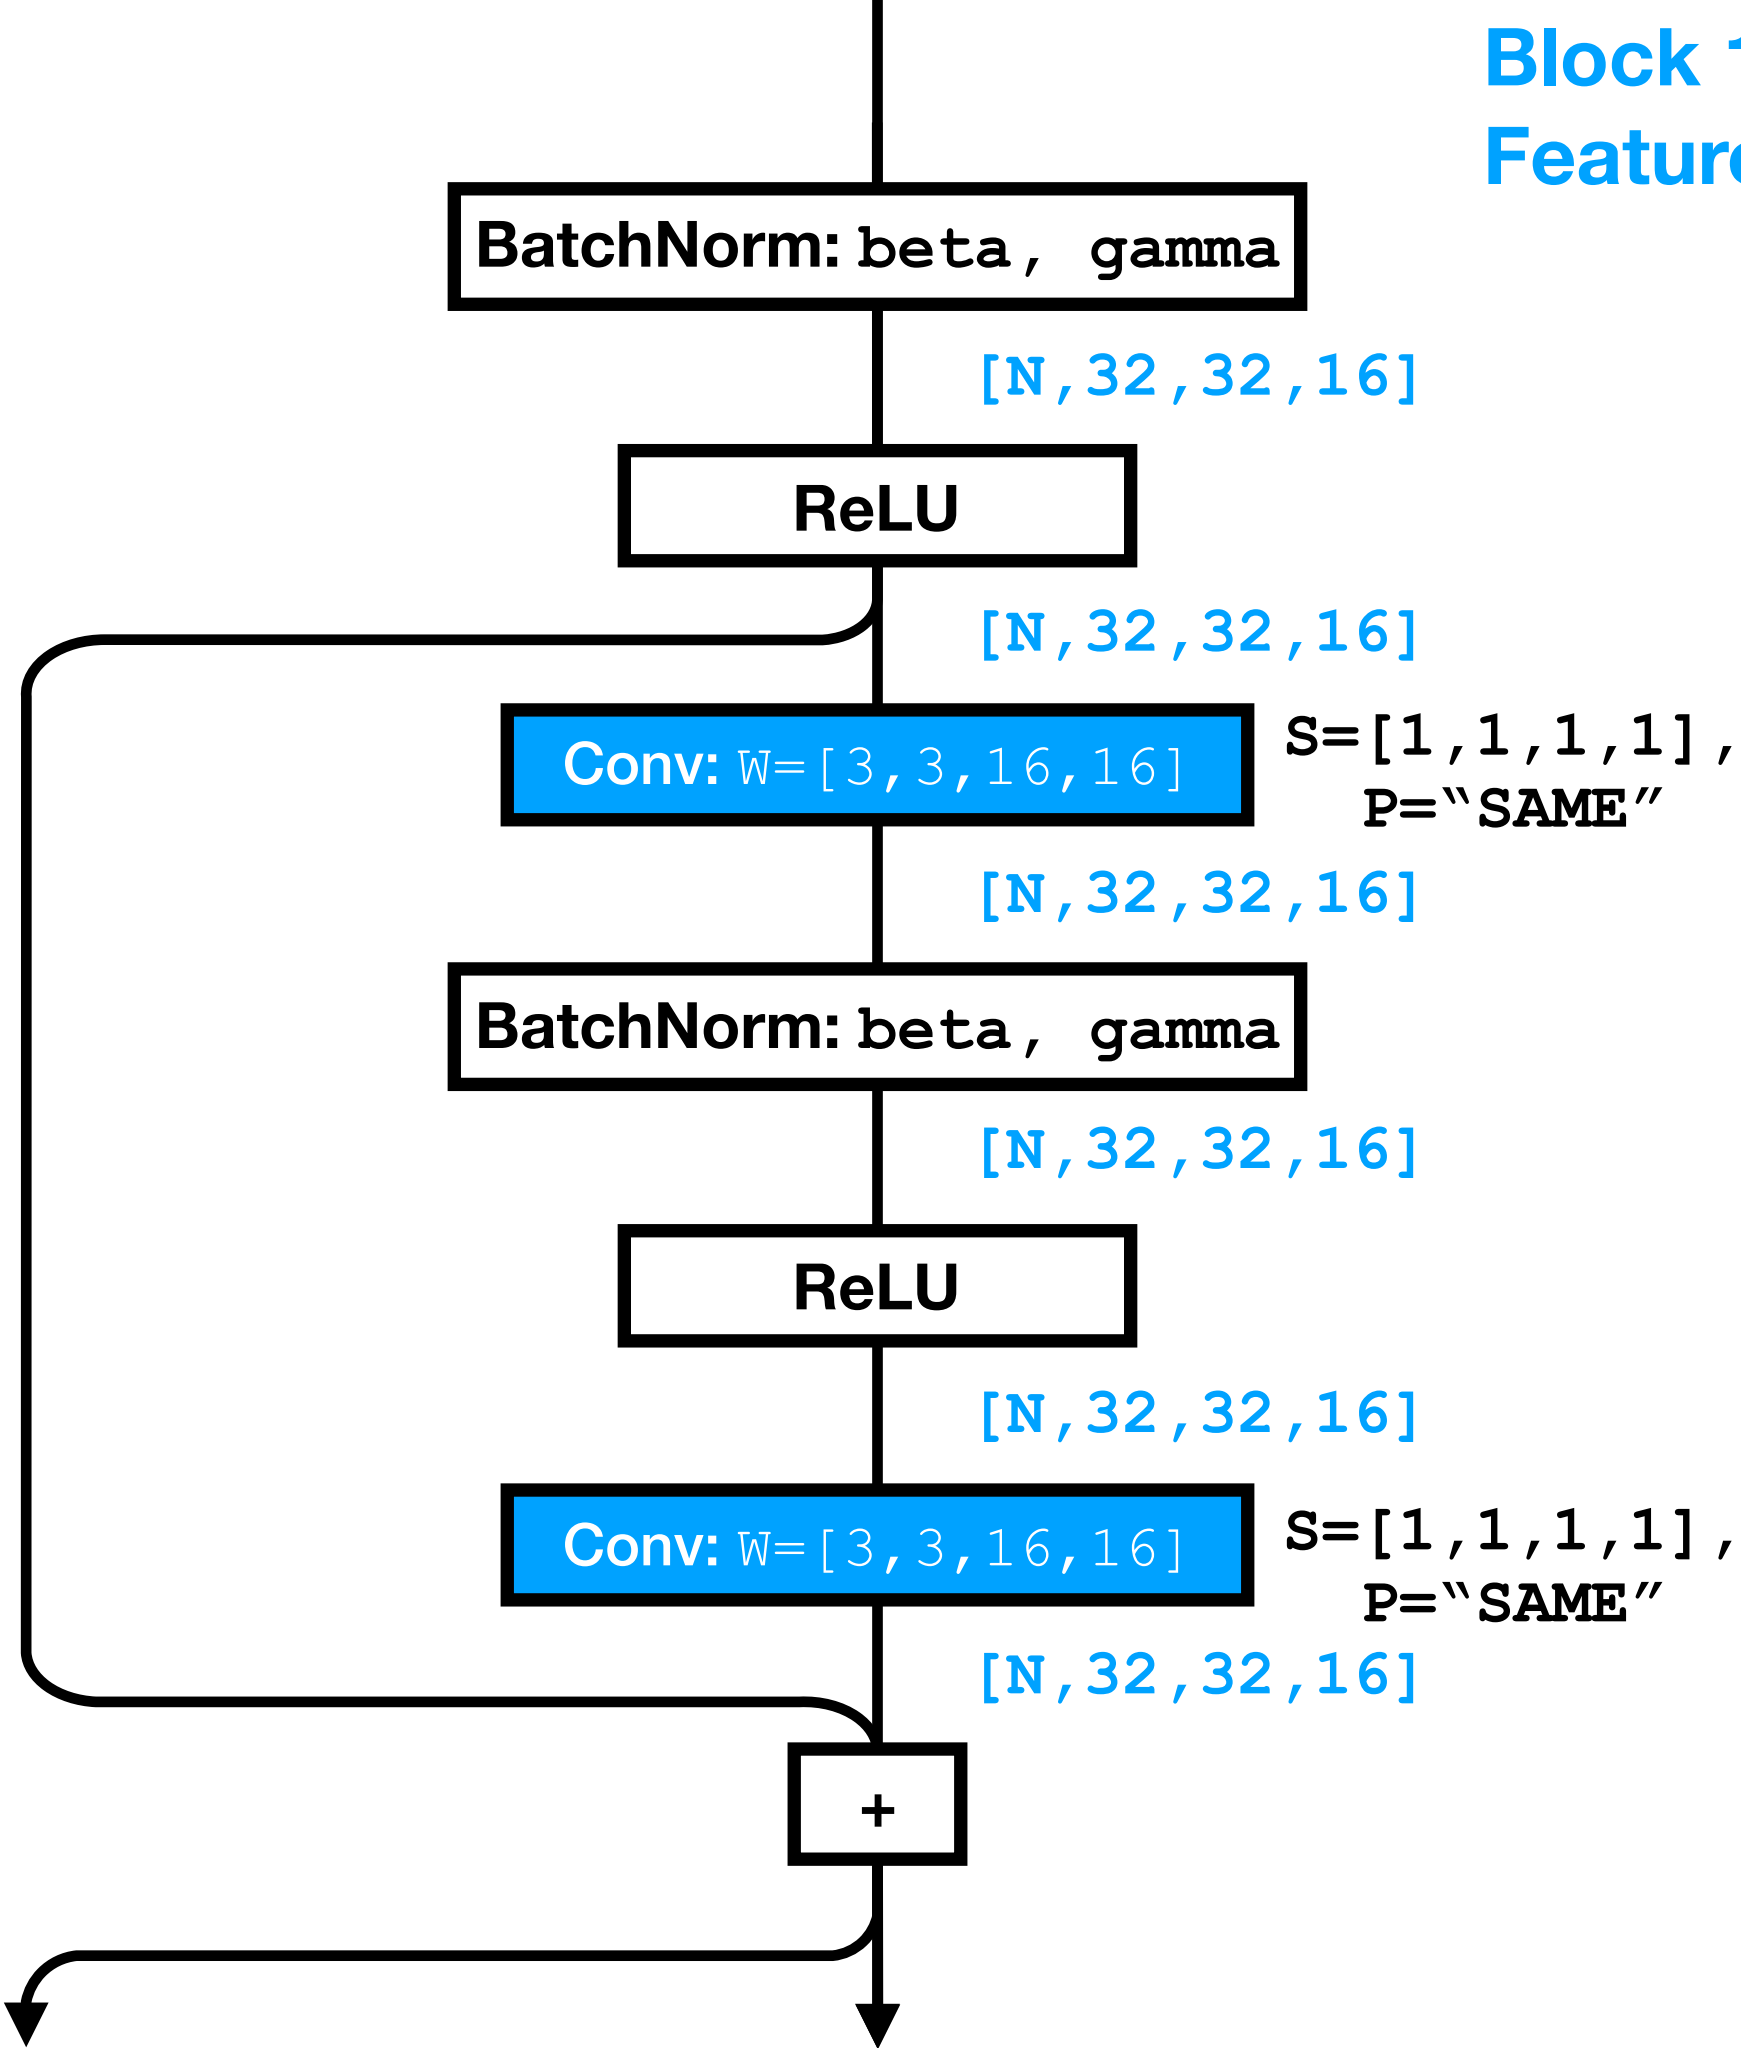 Block 1
Feature
BatchNorm: beta, gamma
[N,32,32,16]
ReLU
[N,32,32,16]
Conv: W=[3,3,16,16]
S=[1,1,1,1],
P=‟SAME”
[N,32,32,16]
BatchNorm: beta, gamma
[N,32,32,16]
ReLU
[N,32,32,16]
Conv: W=[3,3,16,16]
S=[1,1,1,1],
P=‟SAME”
[N,32,32,16]
+